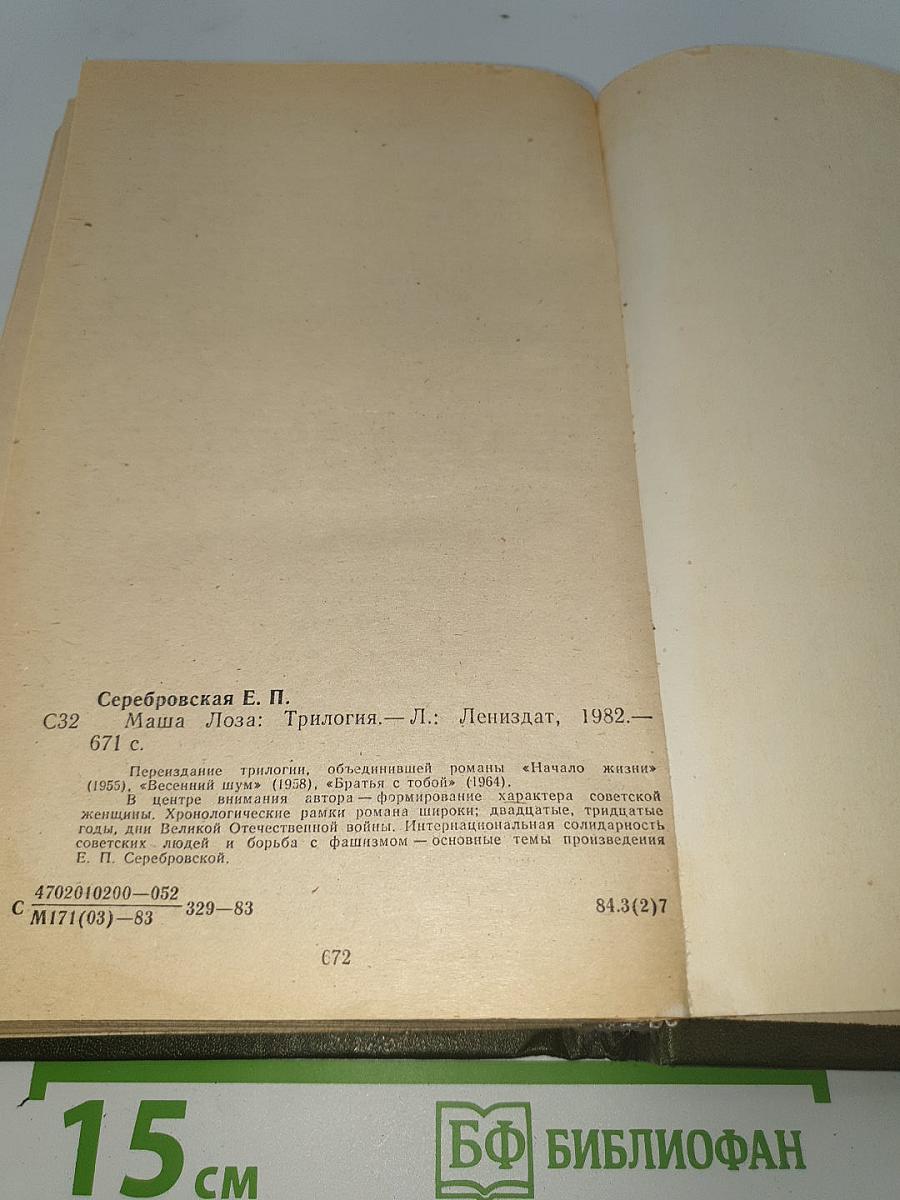 Серебровская Е. П.
С32 Маша Лоза: Трилогия.— Л.: Лениздат, 1982.—
671 с.
Переиздание трилогии, объединившей романы «Начало жизни»
(1955), «Весенний шум» (1958), «Братья с тобой» (1964).
В центре внимания автора — формирование характера советской
женщины. Хронологические рамки романа широки; двадцатые, тридцатые
годы, дни Великой Отечественной войны. Интернациональная солидарность
советских людей и борьба с фашизмом — основные темы произведения
Е. П. Серебровской.
4702010200—052
С М171(03)—83 329—83 84.3(2)7
672
15 см
БФ БИБЛИОФАН